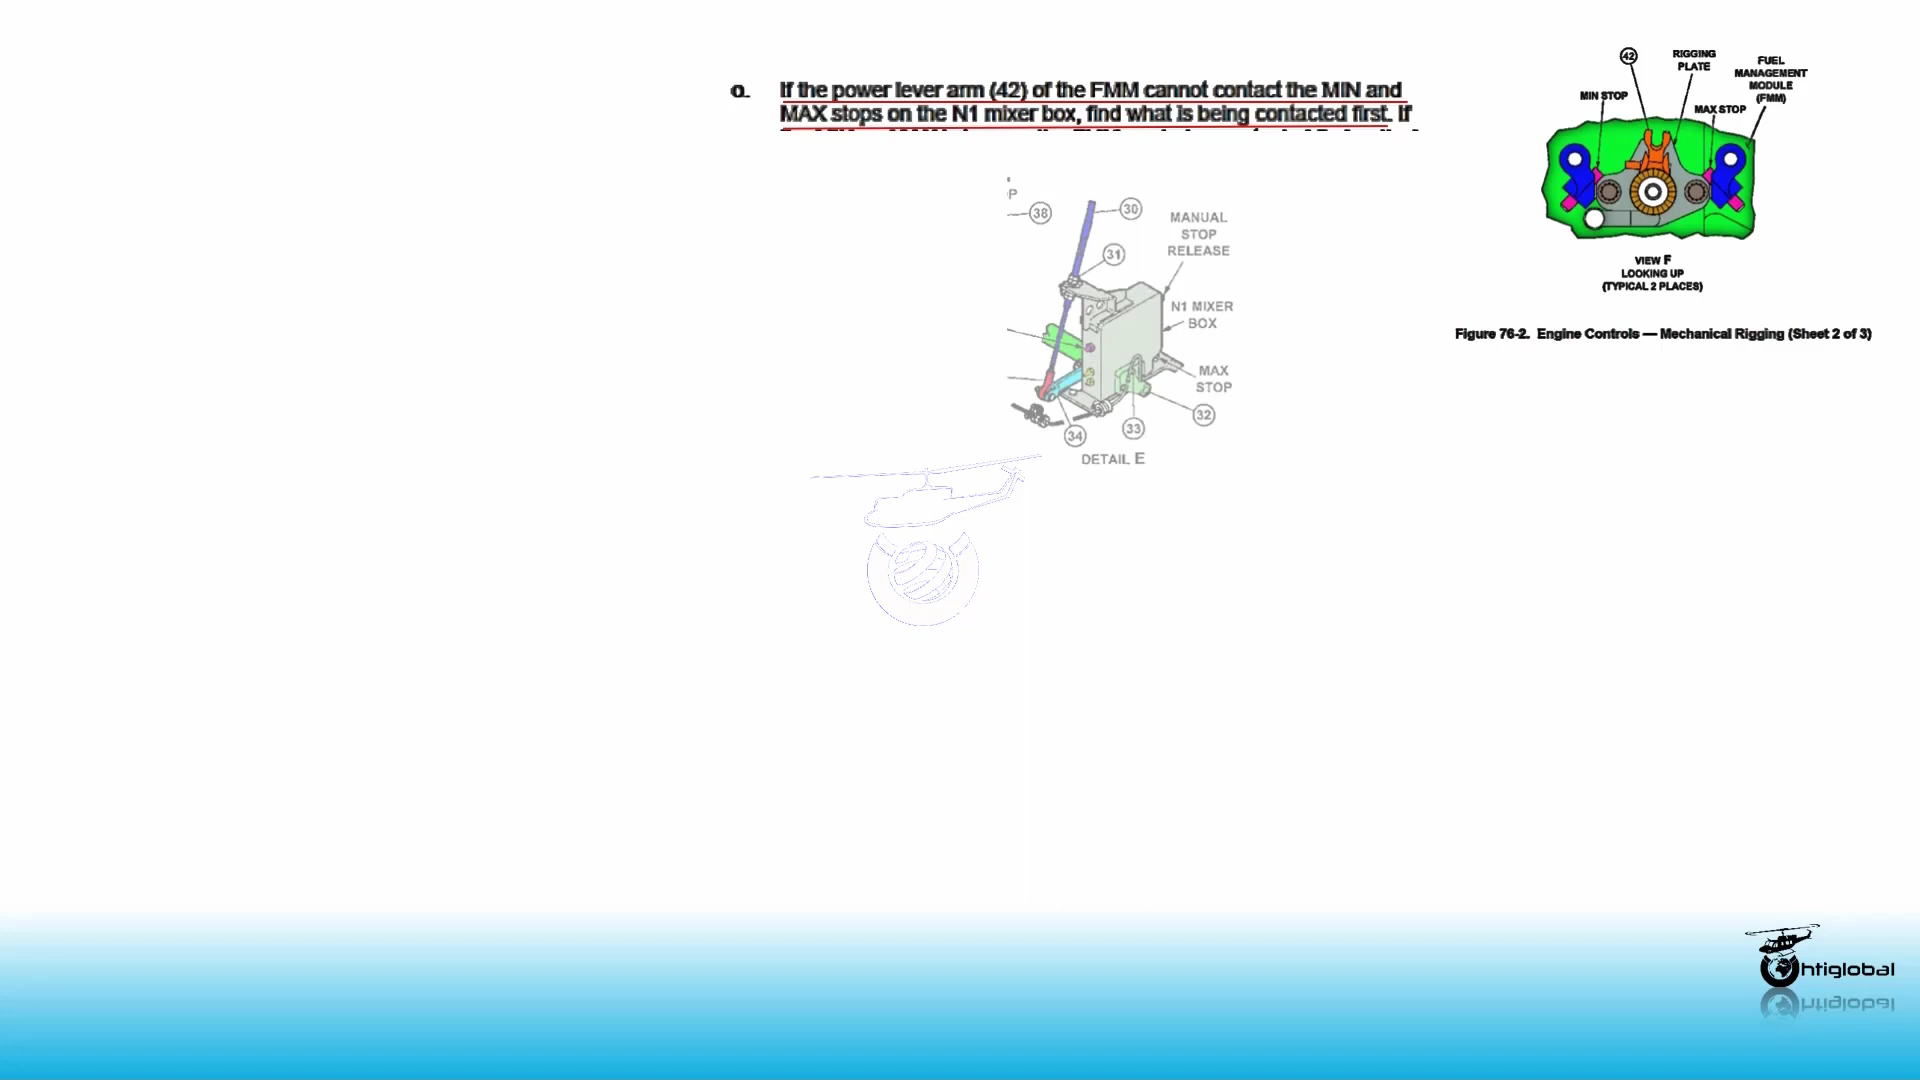 o. If the power lever arm (42) of the FMM cannot contact the MIN and
MAX stops on the N1 mixer box, find what is being contacted first. If
38
30
31
MANUAL
STOP
RELEASE
N1 MIXER
BOX
MAX
STOP
32
33
34
DETAIL E
42
RIGGING
PLATE
FUEL
MANAGEMENT
MODULE
(FMM)
MIN STOP
MAX STOP
VIEW F
LOOKING UP
(TYPICAL 2 PLACES)
Figure 76-2. Engine Controls — Mechanical Rigging (Sheet 2 of 3)
htiglobal